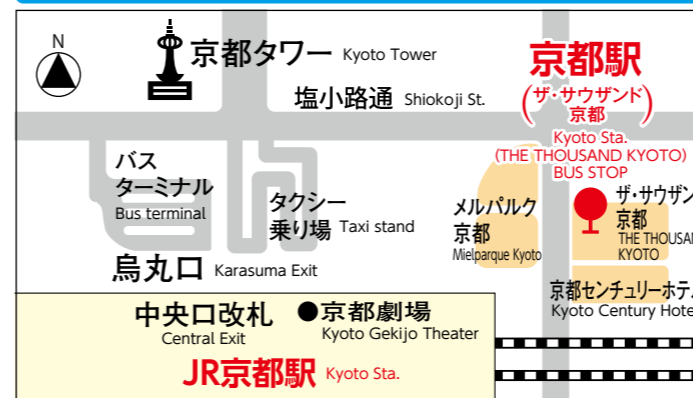 N
京都タワー Kyoto Tower
塩小路通 Shiokoji St.
京都駅
(ザ・サウザンド
京都)
Kyoto Sta.
(THE THOUSAND KYOTO)
BUS STOP
バス
ターミナル
Bus terminal
タクシー
乗り場 Taxi stand
メルパルク
京都
Mielparque Kyoto
ザ・サウザン
京都
THE THOUSAN
KYOTO
烏丸口 Karasuma Exit
京都センチュリーホテ
Kyoto Century Hote
中央口改札
Central Exit
●京都劇場
Kyoto Gekijo Theater
JR京都駅 Kyoto Sta.